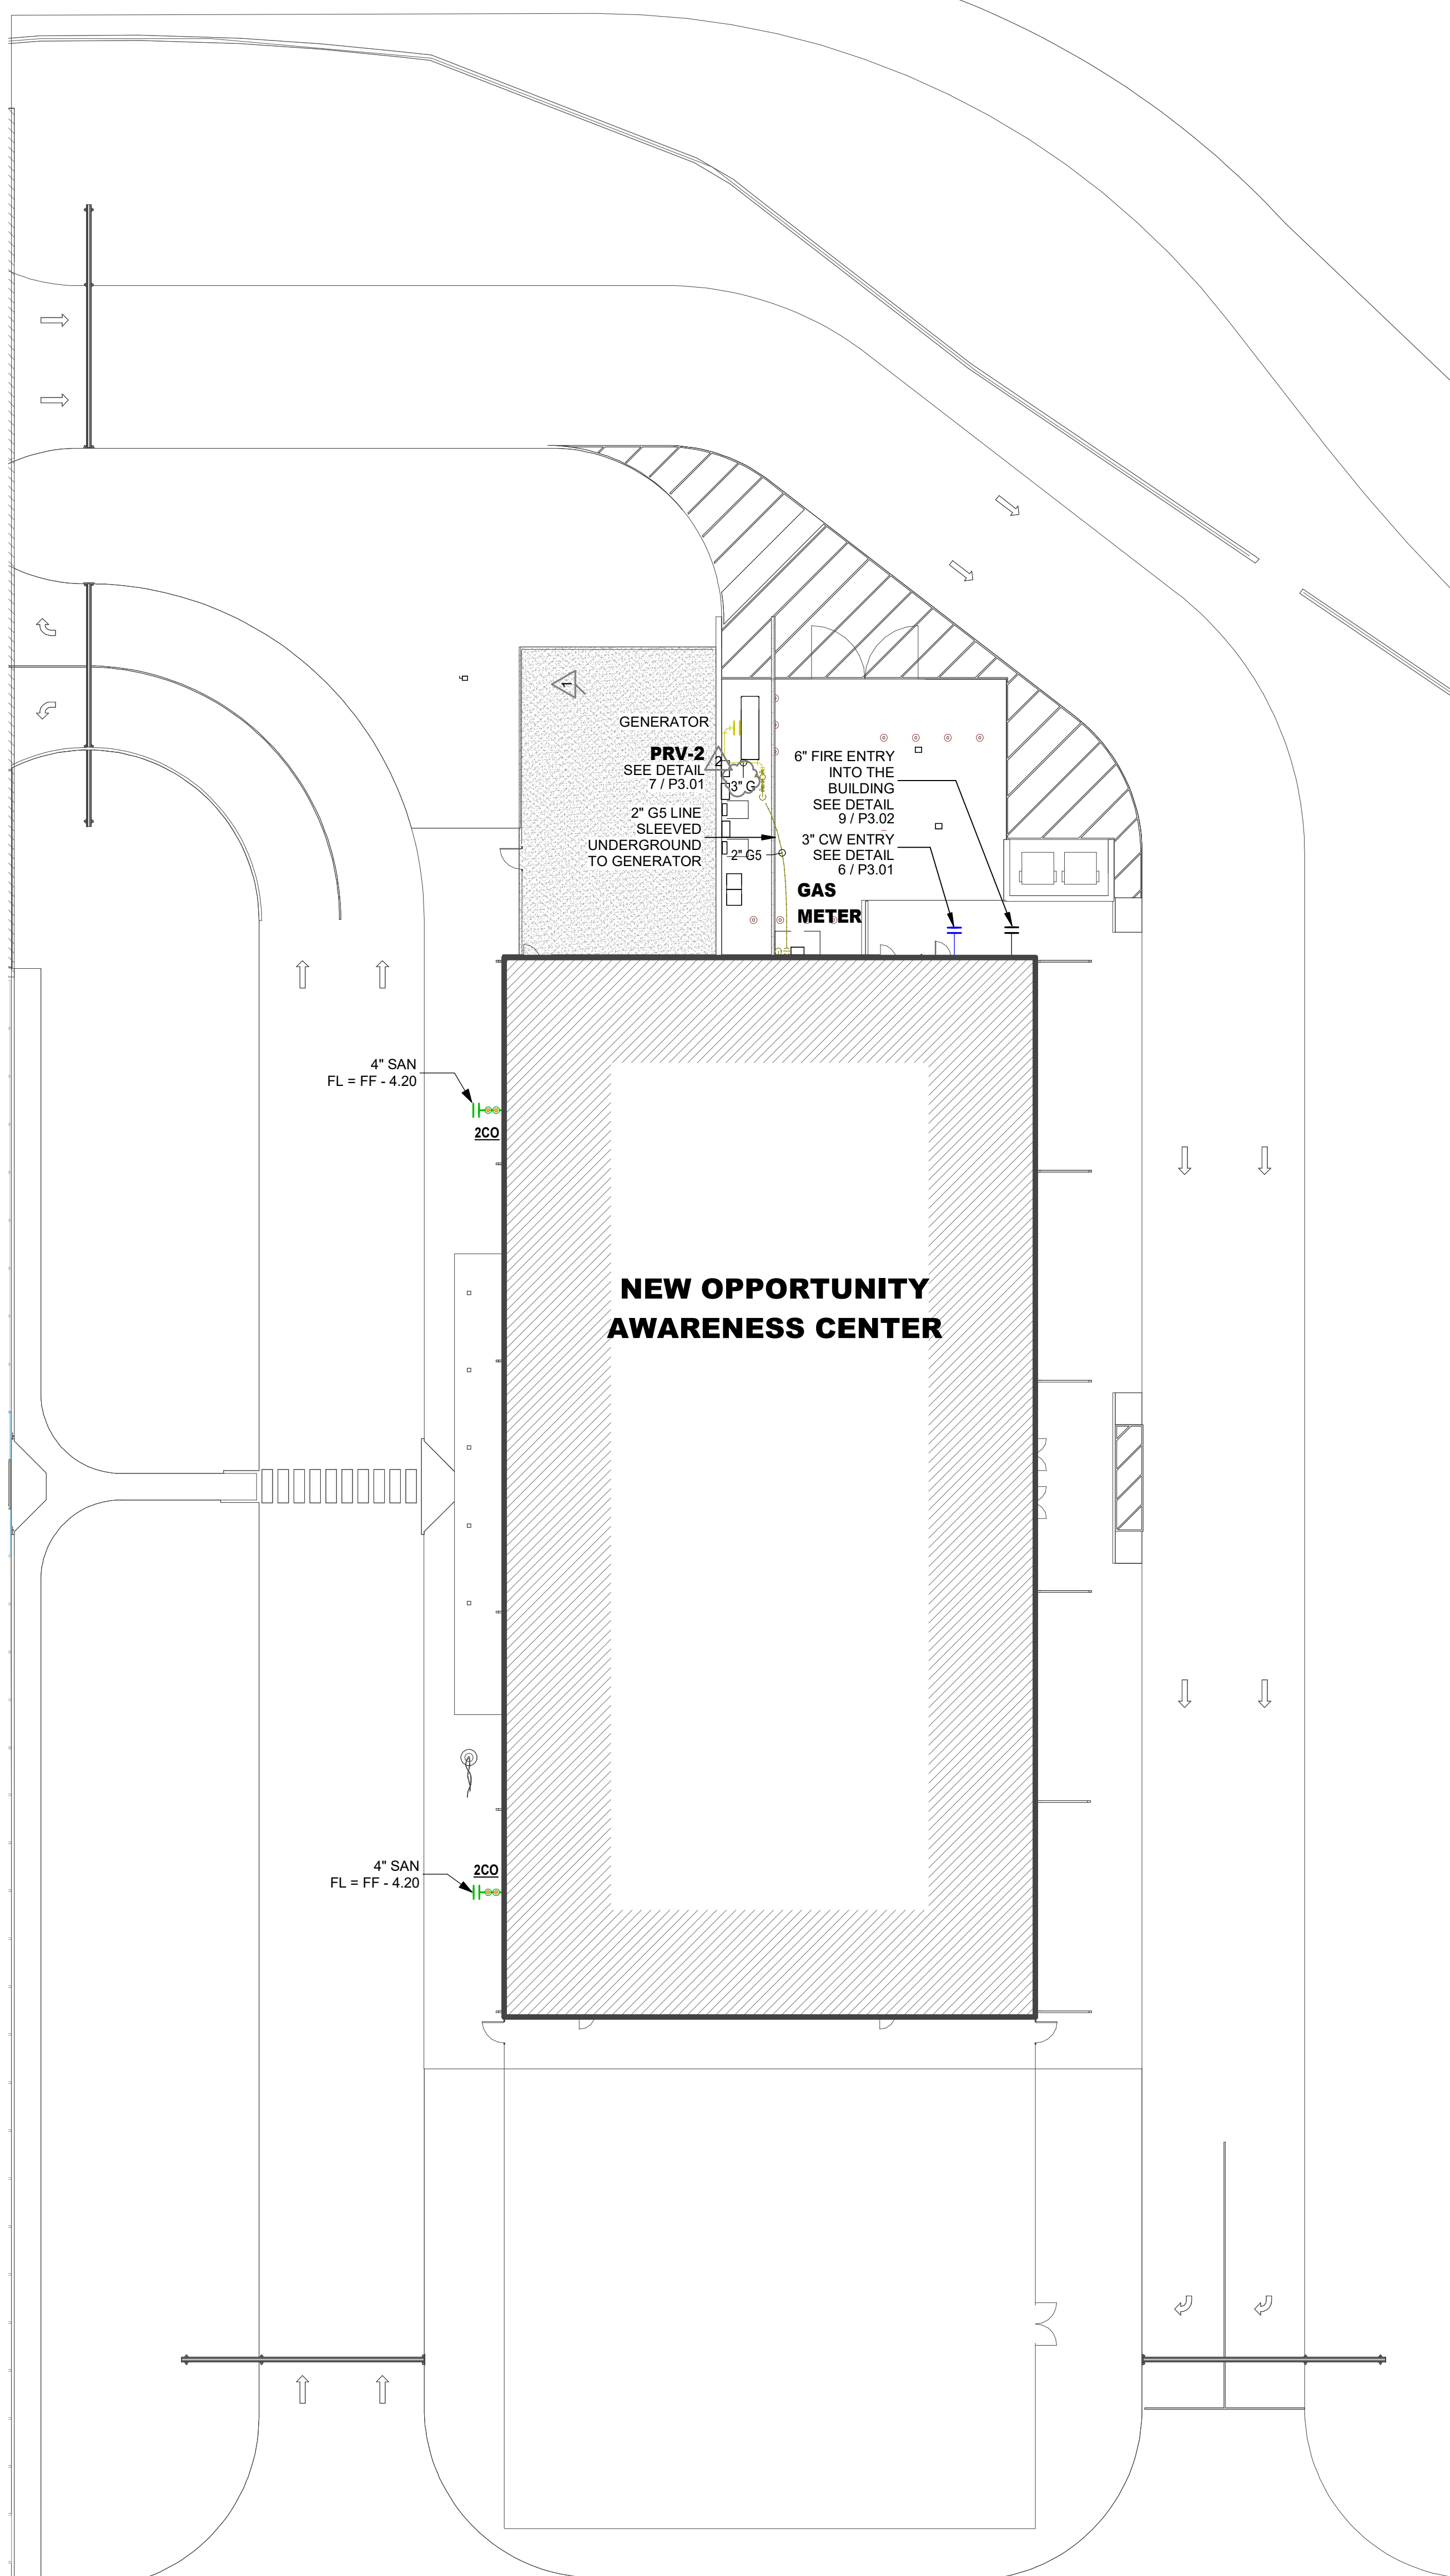 1
GENERATOR
PRV-2
SEE DETAIL
7 / P3.01
2
3" G
2" G5 LINE
SLEEVED
UNDERGROUND
TO GENERATOR
2" G5
6" FIRE ENTRY
INTO THE
BUILDING
SEE DETAIL
9 / P3.02
3" CW ENTRY
SEE DETAIL
6 / P3.01
GAS
METER
4" SAN
FL = FF - 4.20
2CO
NEW OPPORTUNITY
AWARENESS CENTER
4" SAN
FL = FF - 4.20
2CO